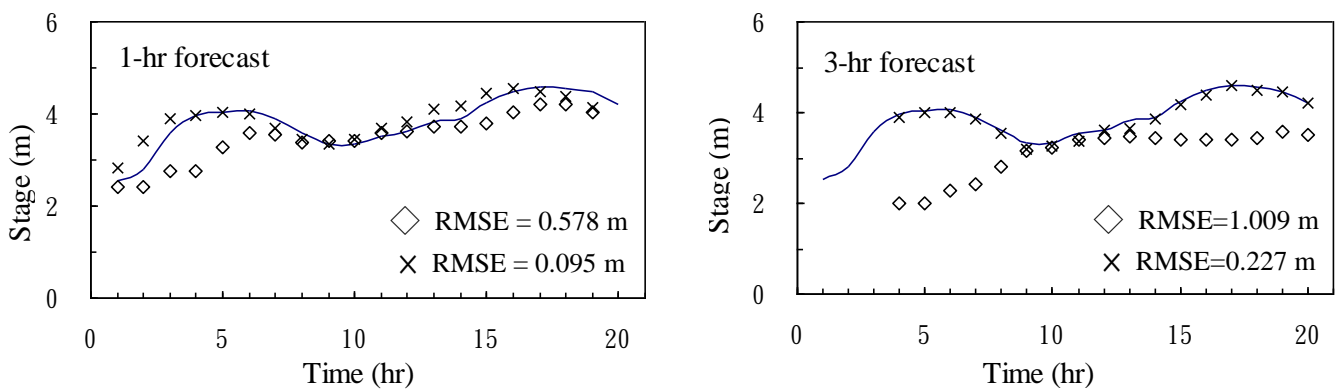 6
4
2
0
Stage (m)
1-hr forecast
RMSE = 0.578 m
RMSE = 0.095 m
0 5 10 15 20
Time (hr)
6
4
2
0
Stage (m)
3-hr forecast
RMSE=1.009 m
RMSE=0.227 m
0 5 10 15 20
Time (hr)